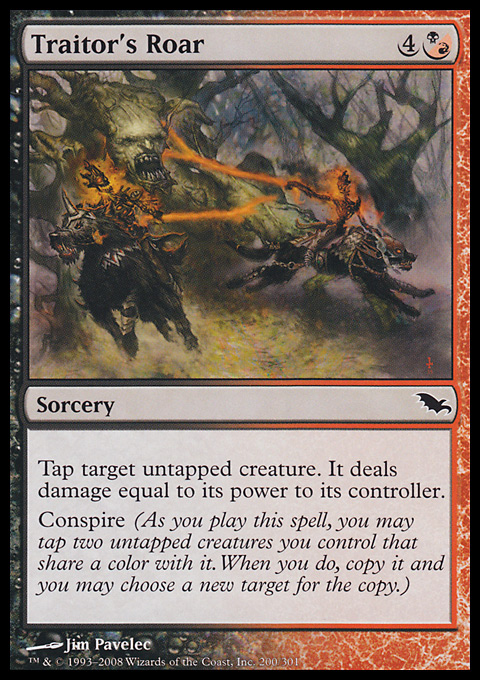 Traitor's Roar 4
Sorcery
Tap target untapped creature. It deals
damage equal to its power to its controller.
Conspire (As you play this spell, you may
tap two untapped creatures you control that
share a color with it. When you do, copy it and
you may choose a new target for the copy.)
Jim Pavelec
™ & © 1993–2008 Wizards of the Coast, Inc. 200/301